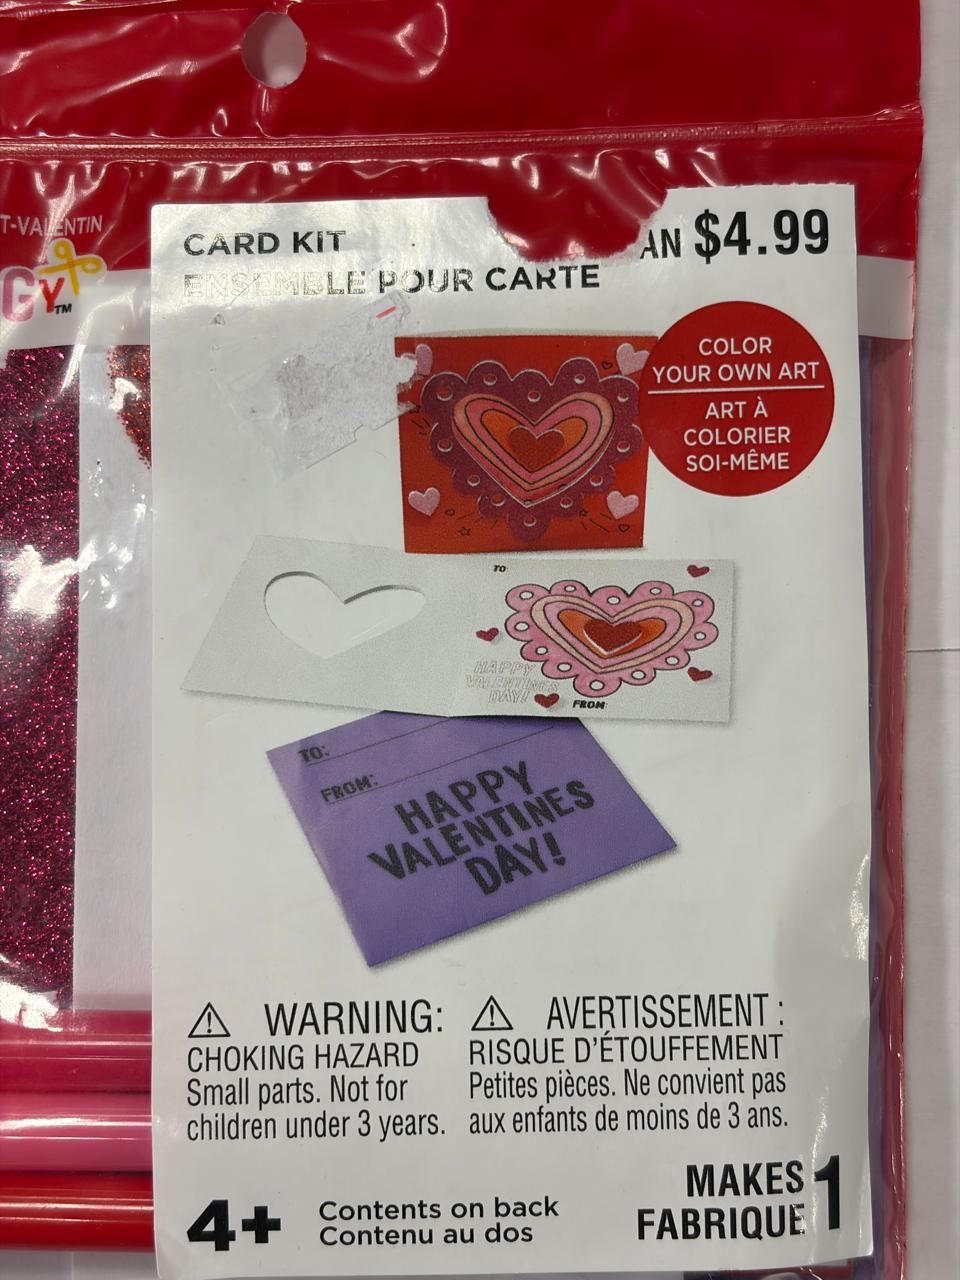 T-VALENTIN
GY™
CARD KIT
AN $4.99
ENSEMBLE POUR CARTE
COLOR
YOUR OWN ART
ART À
COLORIER
SOI-MÊME
TO
HAPPY
VALENTINES
DAY!
FROM:
TO:
FROM:
HAPPY
VALENTINES
DAY!
WARNING:
CHOKING HAZARD
Small parts. Not for
children under 3 years.
AVERTISSEMENT :
RISQUE D'ÉTOUFFEMENT
Petites pièces. Ne convient pas
aux enfants de moins de 3 ans.
4+
Contents on back
Contenu au dos
MAKES 1
FABRIQUE